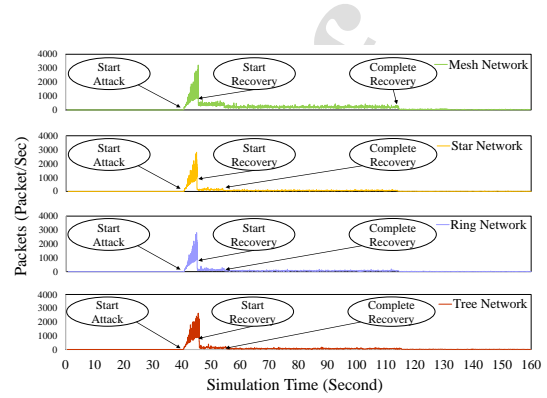 4000
3000
2000
1000
0
Start
Attack
Start
Recovery
Complete
Recovery
Mesh Network
4000
3000
2000
1000
0
Start
Attack
Start
Recovery
Complete
Recovery
Star Network
4000
3000
2000
1000
0
Start
Attack
Start
Recovery
Complete
Recovery
Ring Network
4000
3000
2000
1000
0
Start
Attack
Start
Recovery
Complete
Recovery
Tree Network
0 10 20 30 40 50 60 70 80 90 100 110 120 130 140 150 160
Simulation Time (Second)
Packets (Packet/Sec)